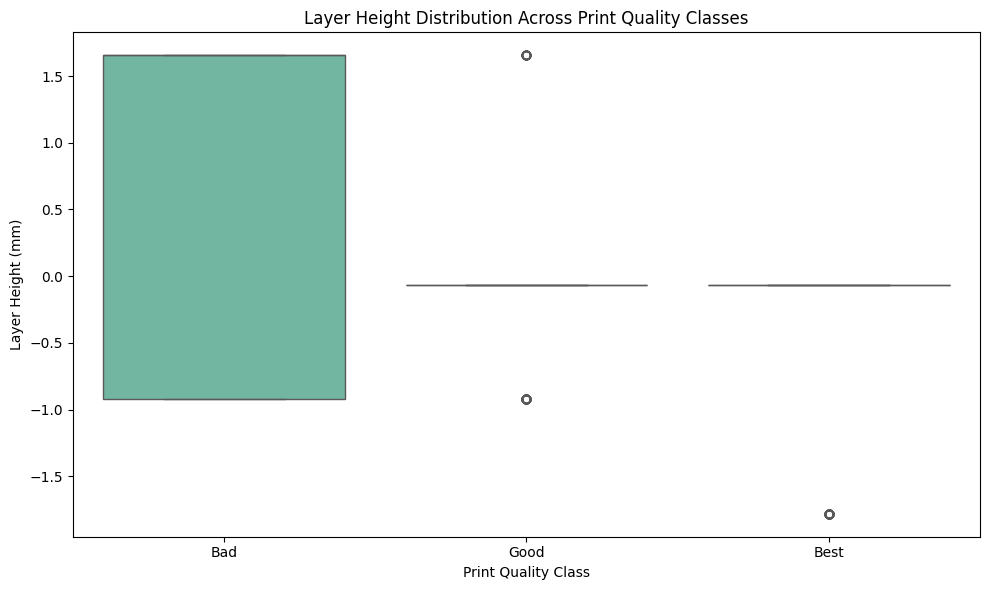 Layer Height Distribution Across Print Quality Classes
Layer Height (mm)
1.5
1.0
0.5
0.0
−0.5
−1.0
−1.5
Bad
Good
Best
Print Quality Class